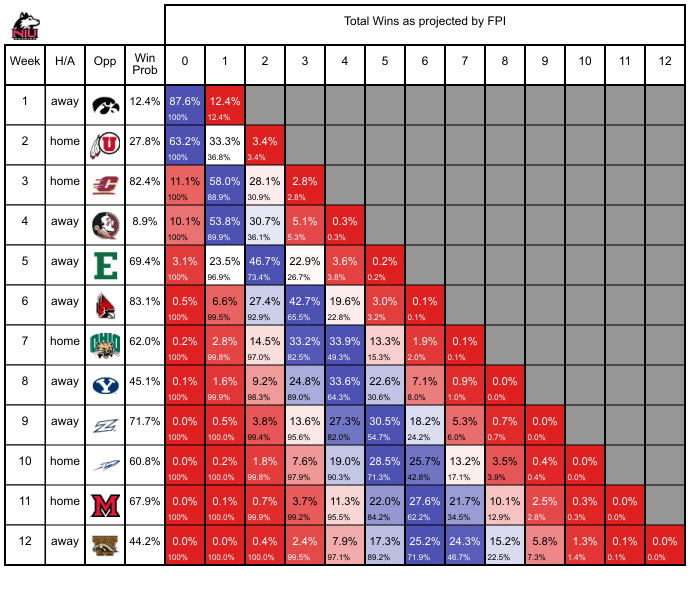 NIU
Total Wins as projected by FPI
Week H/A Opp Win Prob 0 1 2 3 4 5 6 7 8 9 10 11 12
1 away 12.4% 87.6% 12.4%
100% 12.4%
2 home U 27.8% 63.2% 33.3% 3.4%
100% 36.8% 3.4%
3 home C 82.4% 11.1% 58.0% 28.1% 2.8%
100% 88.9% 30.9% 2.8%
4 away 8.9% 10.1% 53.8% 30.7% 5.1% 0.3%
100% 89.9% 36.1% 5.3% 0.3%
5 away E 69.4% 3.1% 23.5% 46.7% 22.9% 3.6% 0.2%
100% 96.9% 73.4% 26.7% 3.8% 0.2%
6 away 83.1% 0.5% 6.6% 27.4% 42.7% 19.6% 3.0% 0.1%
100% 99.5% 92.9% 65.5% 22.8% 3.2% 0.1%
7 home OHIO 62.0% 0.2% 2.8% 14.5% 33.2% 33.9% 13.3% 1.9% 0.1%
100% 99.8% 97.0% 82.5% 49.3% 15.3% 2.0% 0.1%
8 away Y 45.1% 0.1% 1.6% 9.2% 24.8% 33.6% 22.6% 7.1% 0.9% 0.0%
100% 99.9% 98.3% 89.0% 64.3% 30.6% 8.0% 1.0% 0.0%
9 away Z 71.7% 0.0% 0.5% 3.8% 13.6% 27.3% 30.5% 18.2% 5.3% 0.7% 0.0%
100% 100.0% 99.4% 95.6% 82.0% 54.7% 24.2% 6.0% 0.7% 0.0%
10 home 60.8% 0.0% 0.2% 1.8% 7.6% 19.0% 28.5% 25.7% 13.2% 3.5% 0.4% 0.0%
100% 100.0% 99.8% 97.9% 90.3% 71.3% 42.8% 17.1% 3.9% 0.4% 0.0%
11 home M 67.9% 0.0% 0.1% 0.7% 3.7% 11.3% 22.0% 27.6% 21.7% 10.1% 2.5% 0.3% 0.0%
100% 100.0% 99.9% 99.2% 95.5% 84.2% 62.2% 34.5% 12.9% 2.8% 0.3% 0.0%
12 away 44.2% 0.0% 0.0% 0.4% 2.4% 7.9% 17.3% 25.2% 24.3% 15.2% 5.8% 1.3% 0.1% 0.0%
100% 100.0% 100.0% 99.5% 97.1% 89.2% 71.9% 46.7% 22.5% 7.3% 1.4% 0.1% 0.0%